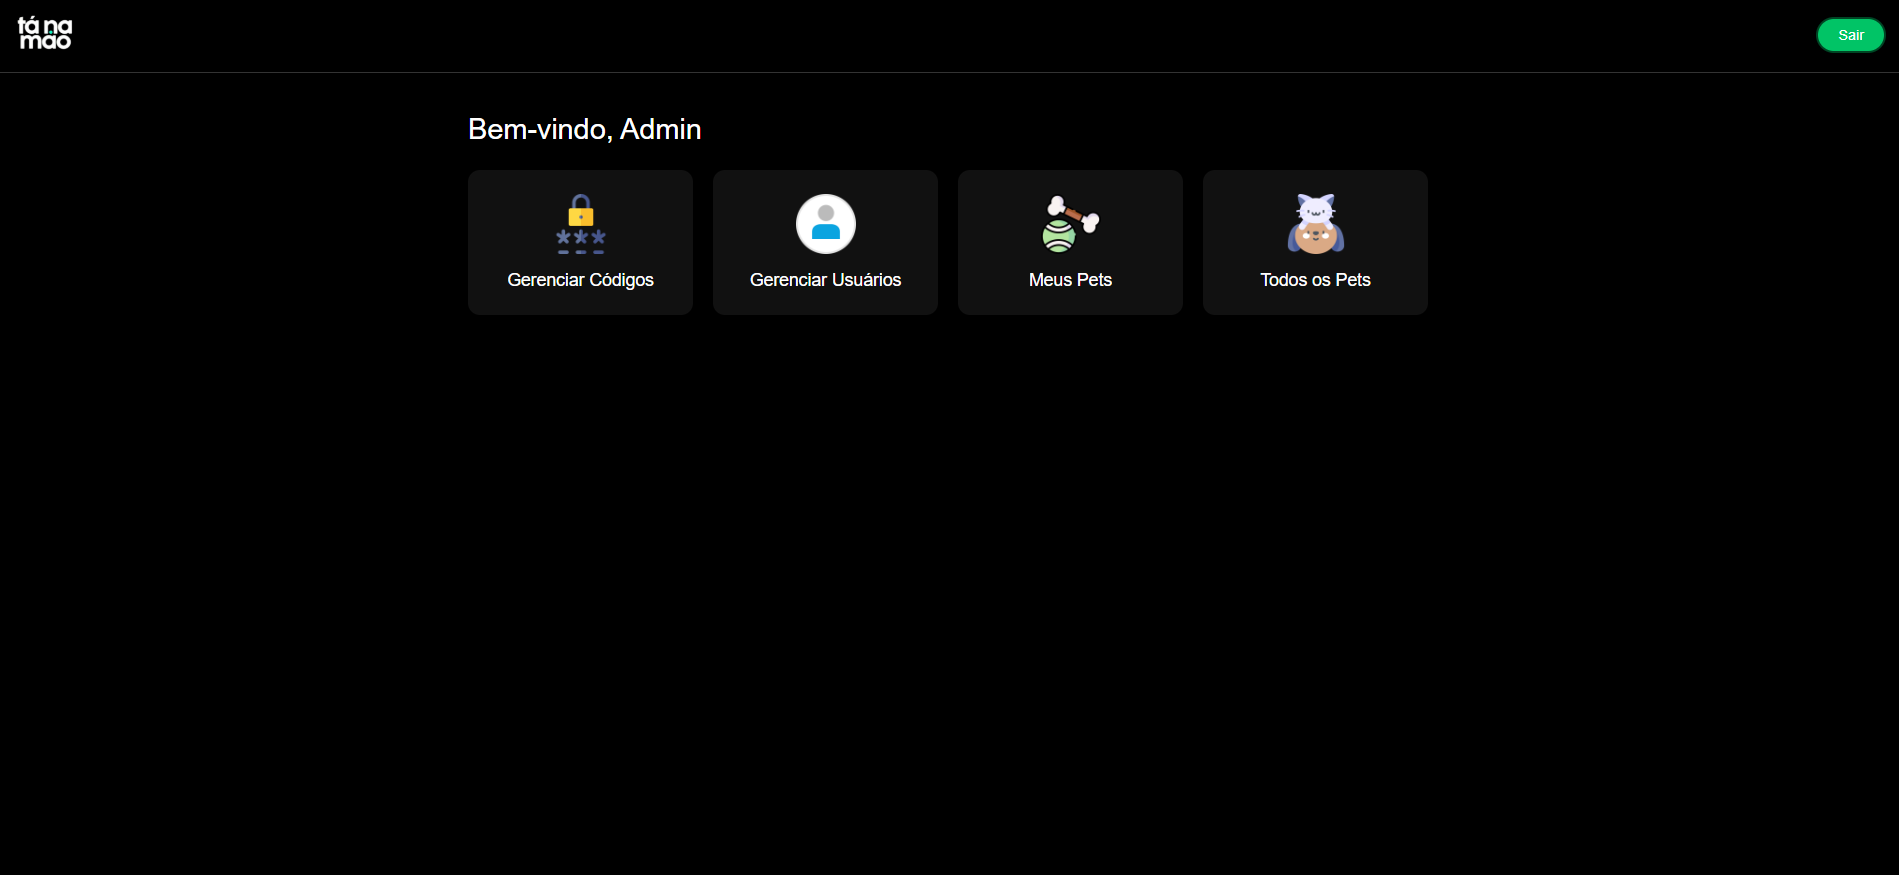 tá na
mão
Sair
Bem-vindo, Admin
***
Gerenciar Códigos
Gerenciar Usuários
Meus Pets
Todos os Pets